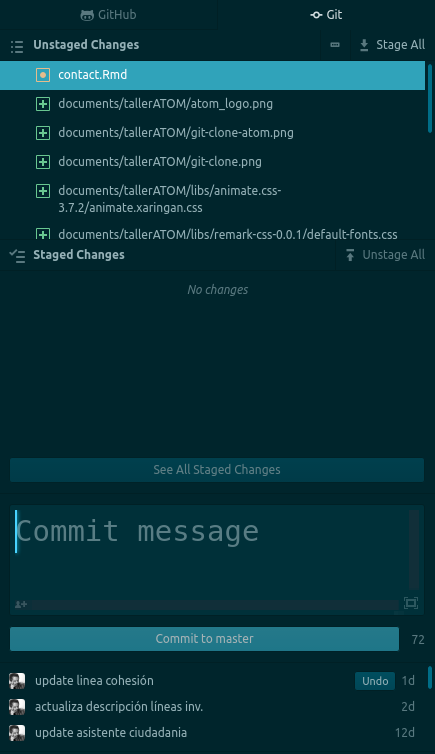 GitHub
Git
Unstaged Changes
Stage All
contact.Rmd
documents/tallerATOM/atom_logo.png
documents/tallerATOM/git-clone-atom.png
documents/tallerATOM/git-clone.png
documents/tallerATOM/libs/animate.css-
3.7.2/animate.xaringan.css
documents/tallerATOM/libs/remark-css-0.0.1/default-fonts.css
Staged Changes
Unstage All
No changes
See All Staged Changes
Commit message
Commit to master
72
update linea cohesión
Undo
1d
actualiza descripción líneas inv.
2d
update asistente ciudadania
12d